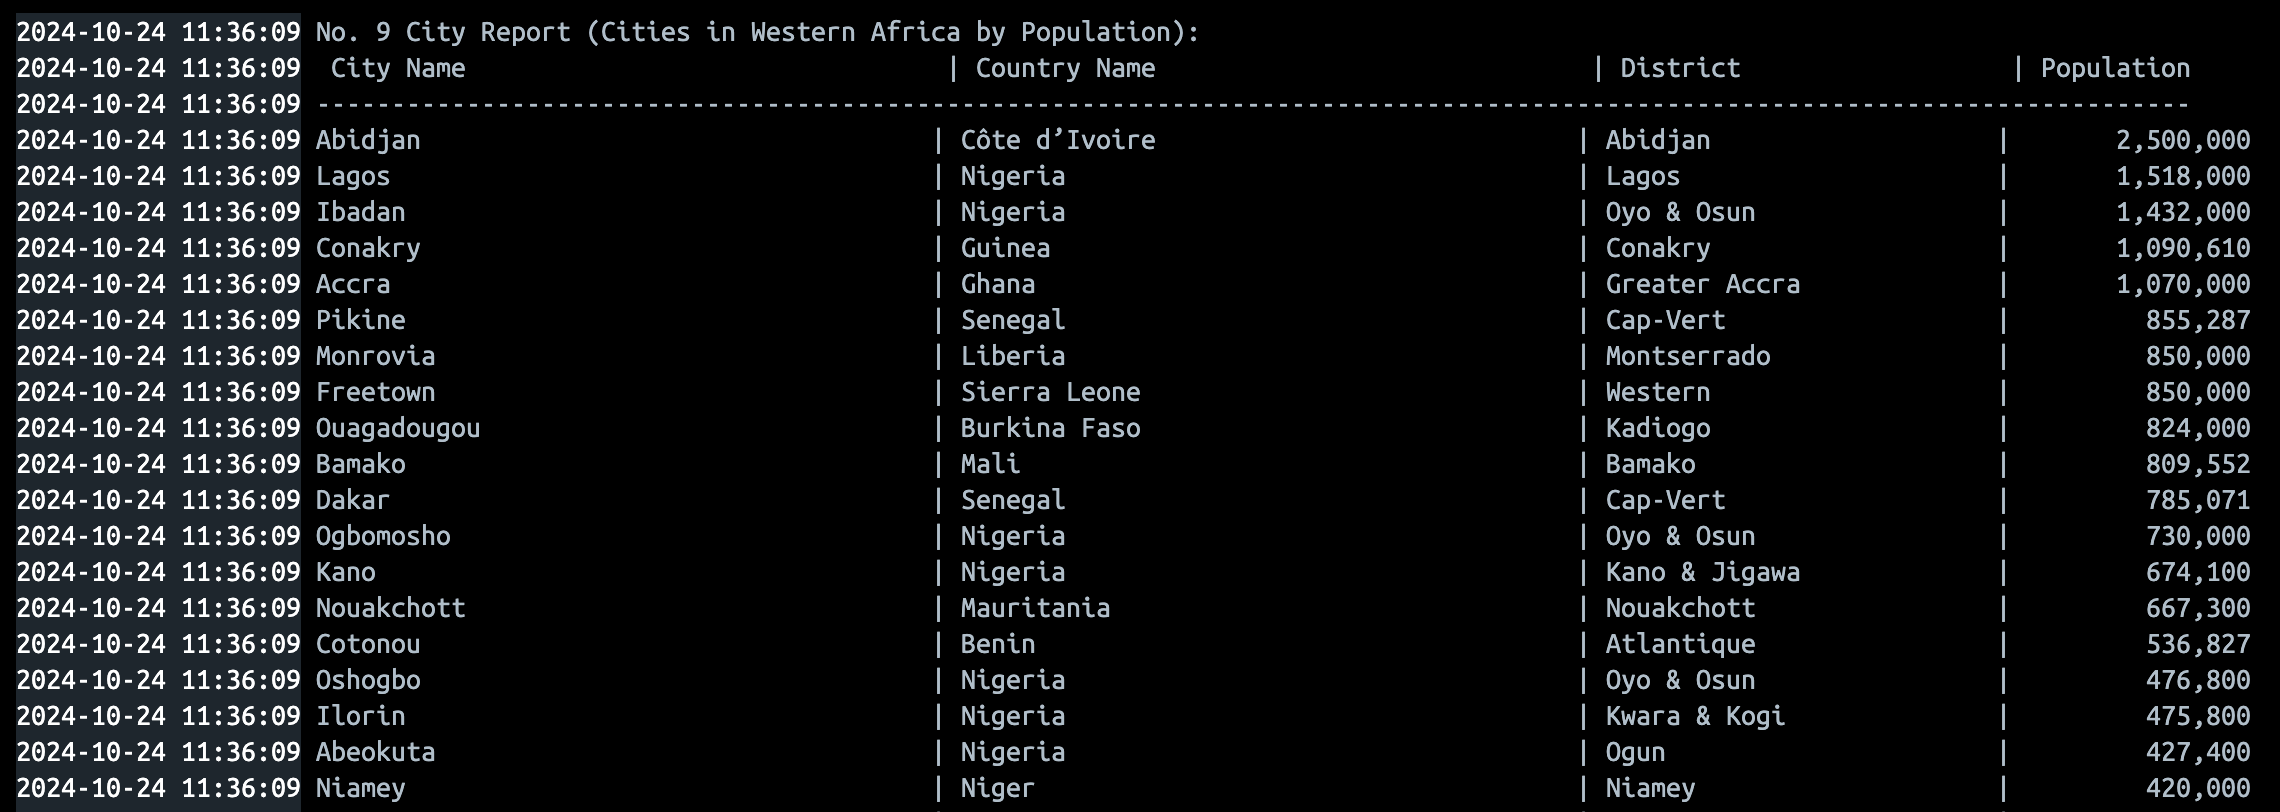 2024-10-24 11:36:09 No. 9 City Report (Cities in Western Africa by Population):
2024-10-24 11:36:09  City Name | Country Name | District | Population
2024-10-24 11:36:09 -----------------------------------------------------------------------------------------------------------------------------
2024-10-24 11:36:09 Abidjan | Côte d’Ivoire | Abidjan | 2,500,000
2024-10-24 11:36:09 Lagos | Nigeria | Lagos | 1,518,000
2024-10-24 11:36:09 Ibadan | Nigeria | Oyo & Osun | 1,432,000
2024-10-24 11:36:09 Conakry | Guinea | Conakry | 1,090,610
2024-10-24 11:36:09 Accra | Ghana | Greater Accra | 1,070,000
2024-10-24 11:36:09 Pikine | Senegal | Cap-Vert | 855,287
2024-10-24 11:36:09 Monrovia | Liberia | Montserrado | 850,000
2024-10-24 11:36:09 Freetown | Sierra Leone | Western | 850,000
2024-10-24 11:36:09 Ouagadougou | Burkina Faso | Kadiogo | 824,000
2024-10-24 11:36:09 Bamako | Mali | Bamako | 809,552
2024-10-24 11:36:09 Dakar | Senegal | Cap-Vert | 785,071
2024-10-24 11:36:09 Ogbomosho | Nigeria | Oyo & Osun | 730,000
2024-10-24 11:36:09 Kano | Nigeria | Kano & Jigawa | 674,100
2024-10-24 11:36:09 Nouakchott | Mauritania | Nouakchott | 667,300
2024-10-24 11:36:09 Cotonou | Benin | Atlantique | 536,827
2024-10-24 11:36:09 Oshogbo | Nigeria | Oyo & Osun | 476,800
2024-10-24 11:36:09 Ilorin | Nigeria | Kwara & Kogi | 475,800
2024-10-24 11:36:09 Abeokuta | Nigeria | Ogun | 427,400
2024-10-24 11:36:09 Niamey | Niger | Niamey | 420,000